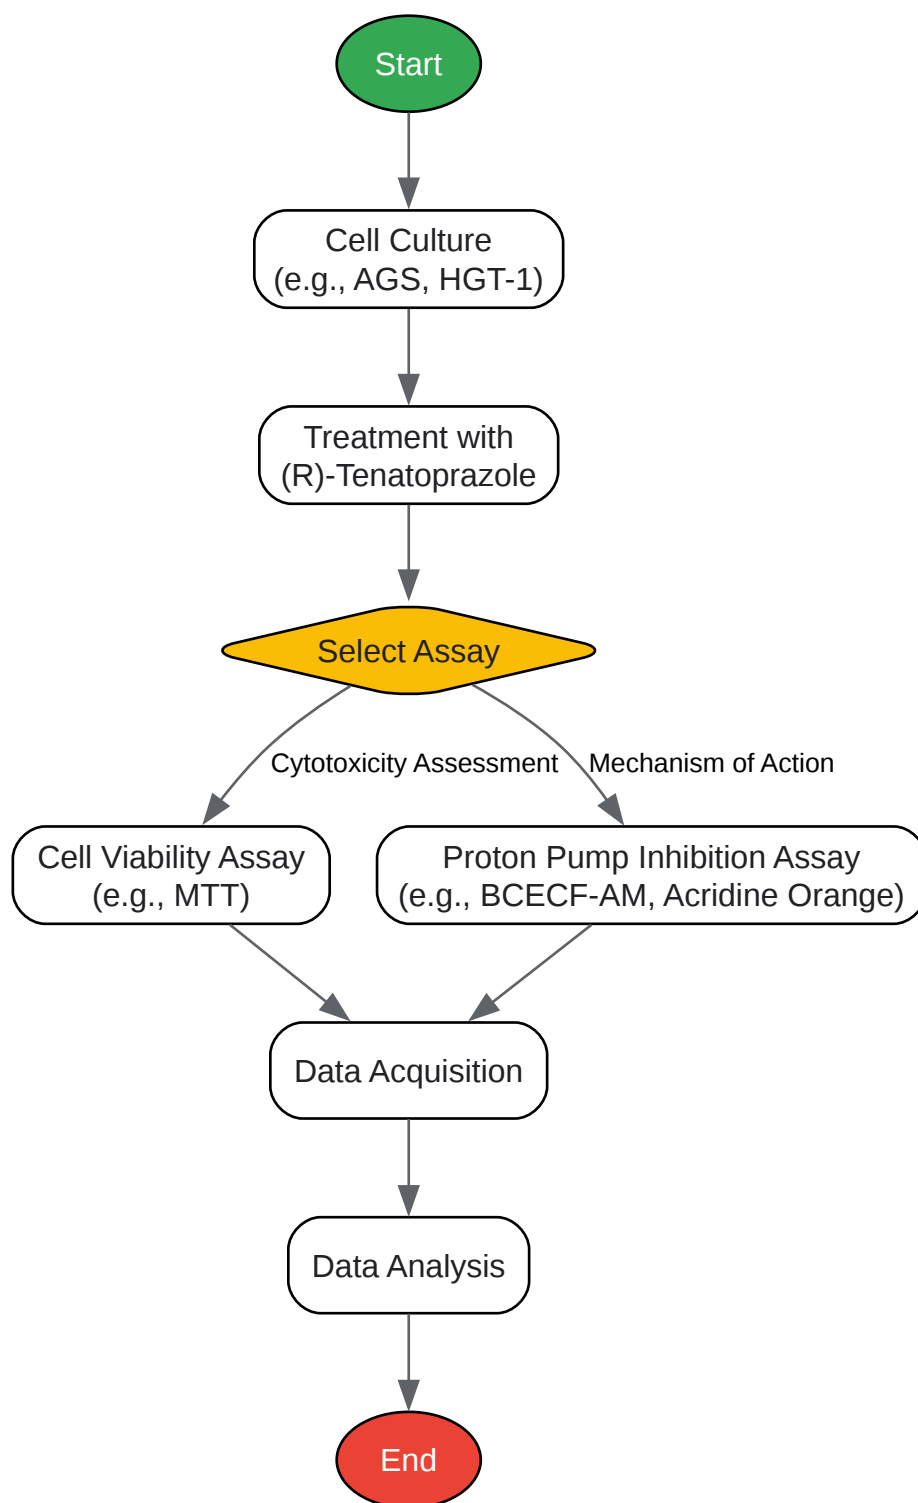 Start
Cell Culture
(e.g., AGS, HGT-1)
Treatment with
(R)-Tenatoprazole
Select Assay
Cytotoxicity Assessment
Mechanism of Action
Cell Viability Assay
(e.g., MTT)
Proton Pump Inhibition Assay
(e.g., BCECF-AM, Acridine Orange)
Data Acquisition
Data Analysis
End